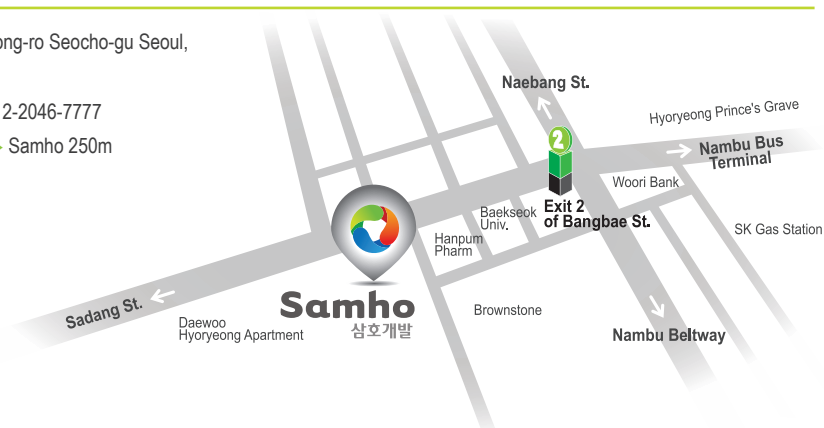 ong-ro Seocho-gu Seoul,
2-2046-7777
Samho 250m
Naebang St.
Hyoryeong Prince's Grave
2
Nambu Bus
Terminal
Woori Bank
Exit 2
of Bangbae St.
Baekseok
Univ.
SK Gas Station
Hanpum
Pharm
Sadang St.
Samho
삼호개발
Brownstone
Daewoo
Hyoryeong Apartment
Nambu Beltway